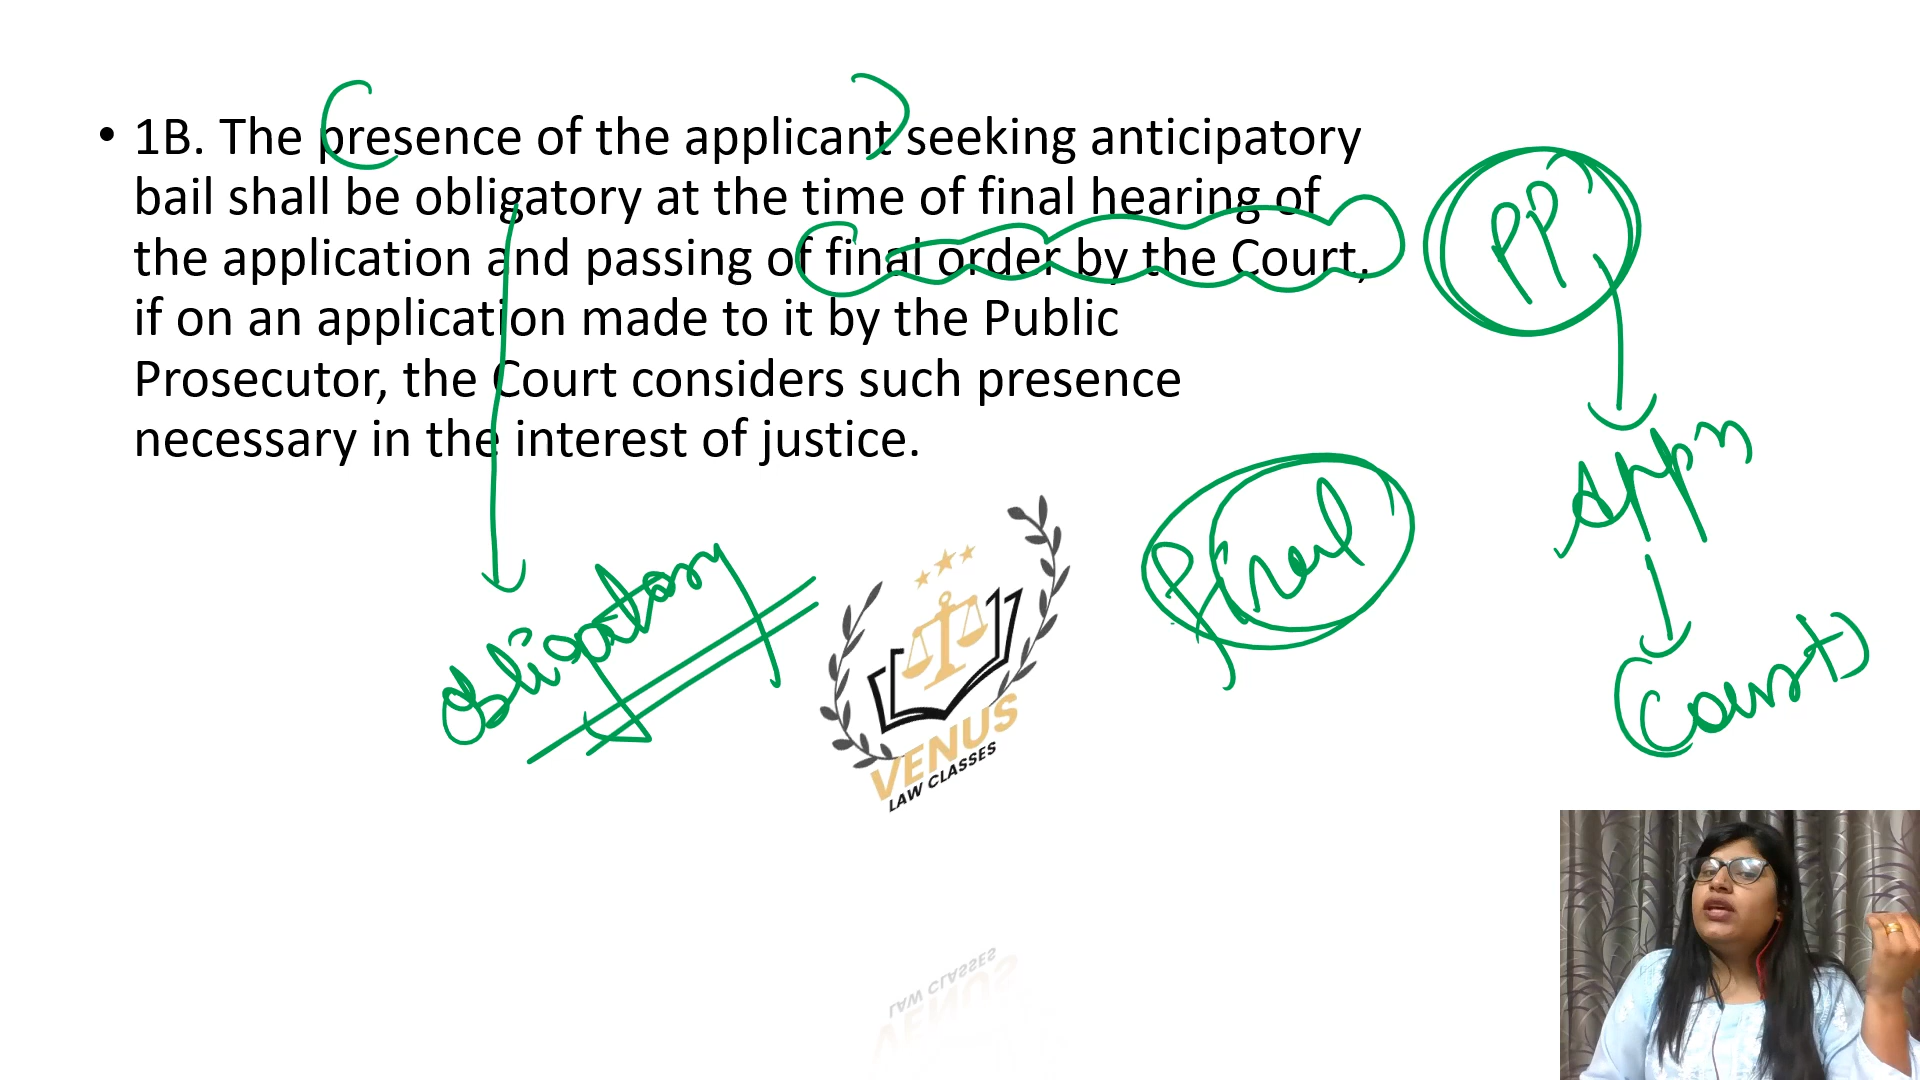 • 1B. The presence of the applicant seeking anticipatory
bail shall be obligatory at the time of final hearing of
the application and passing of final order by the Court,
if on an application made to it by the Public
Prosecutor, the Court considers such presence
necessary in the interest of justice.
PP
Appn
Court
Final
Obligatory
VENUS
LAW CLASSES
LAW CLASSES
VENUS